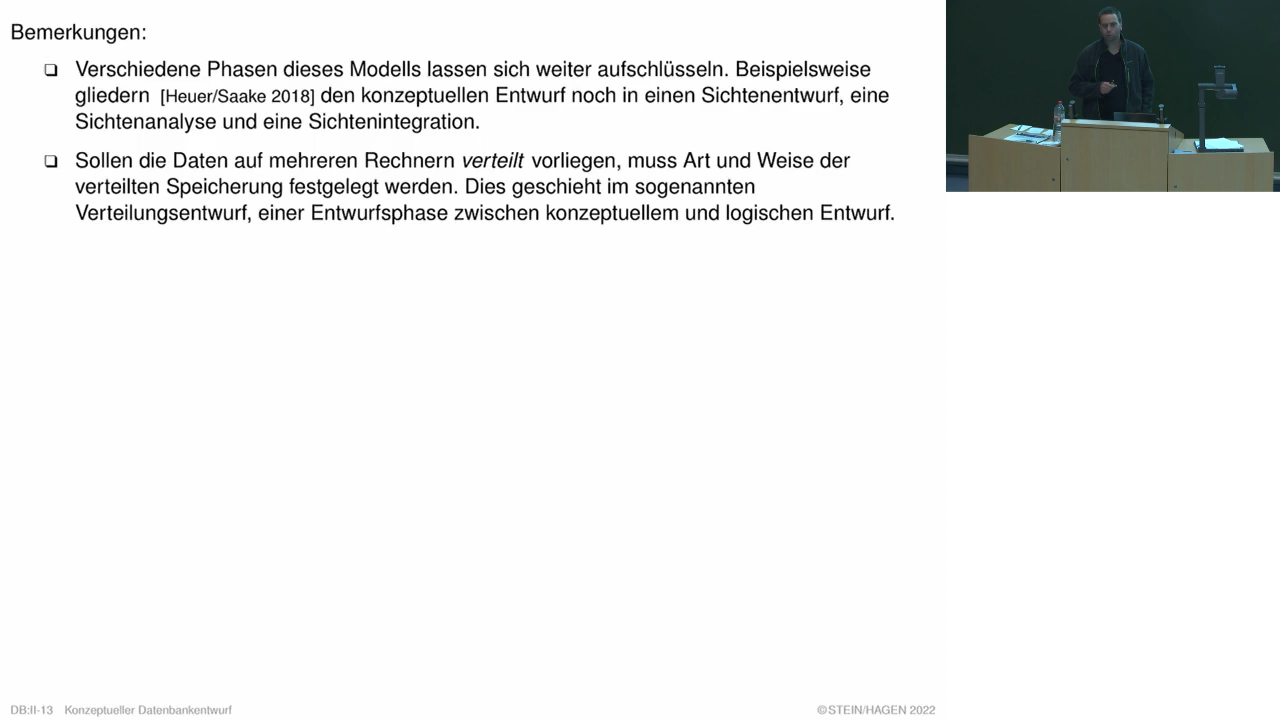 Bemerkungen:
❑ Verschiedene Phasen dieses Modells lassen sich weiter aufschlüsseln. Beispielsweise
gliedern [Heuer/Saake 2018] den konzeptuellen Entwurf noch in einen Sichtenentwurf, eine
Sichtenanalyse und eine Sichtenintegration.
❑ Sollen die Daten auf mehreren Rechnern verteilt vorliegen, muss Art und Weise der
verteilten Speicherung festgelegt werden. Dies geschieht im sogenannten
Verteilungsentwurf, einer Entwurfsphase zwischen konzeptuellem und logischen Entwurf.
DB:II-13 Konzeptueller Datenbankentwurf ©STEIN/HAGEN 2022